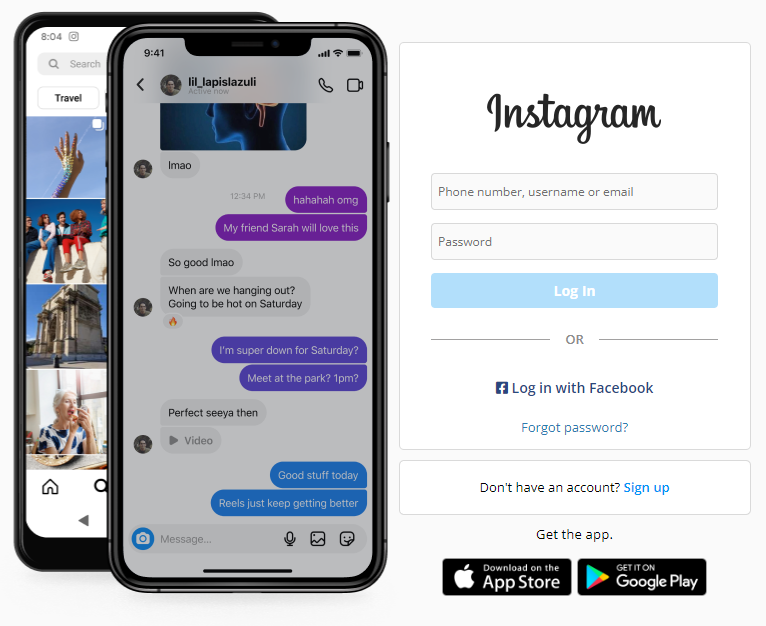 8:04
Search
Travel
9:41
lil_lapislazuli
Active now
lmao
12:34 PM
hahahah omg
My friend Sarah will love this
So good lmao
When are we hanging out?
Going to be hot on Saturday
I'm super down for Saturday?
Meet at the park? 1pm?
Perfect seeya then
Video
Good stuff today
Reels just keep getting better
Message...
Instagram
Phone number, username or email
Password
Log In
OR
Log in with Facebook
Forgot password?
Don't have an account? Sign up
Get the app.
Download on the
App Store
GET IT ON
Google Play